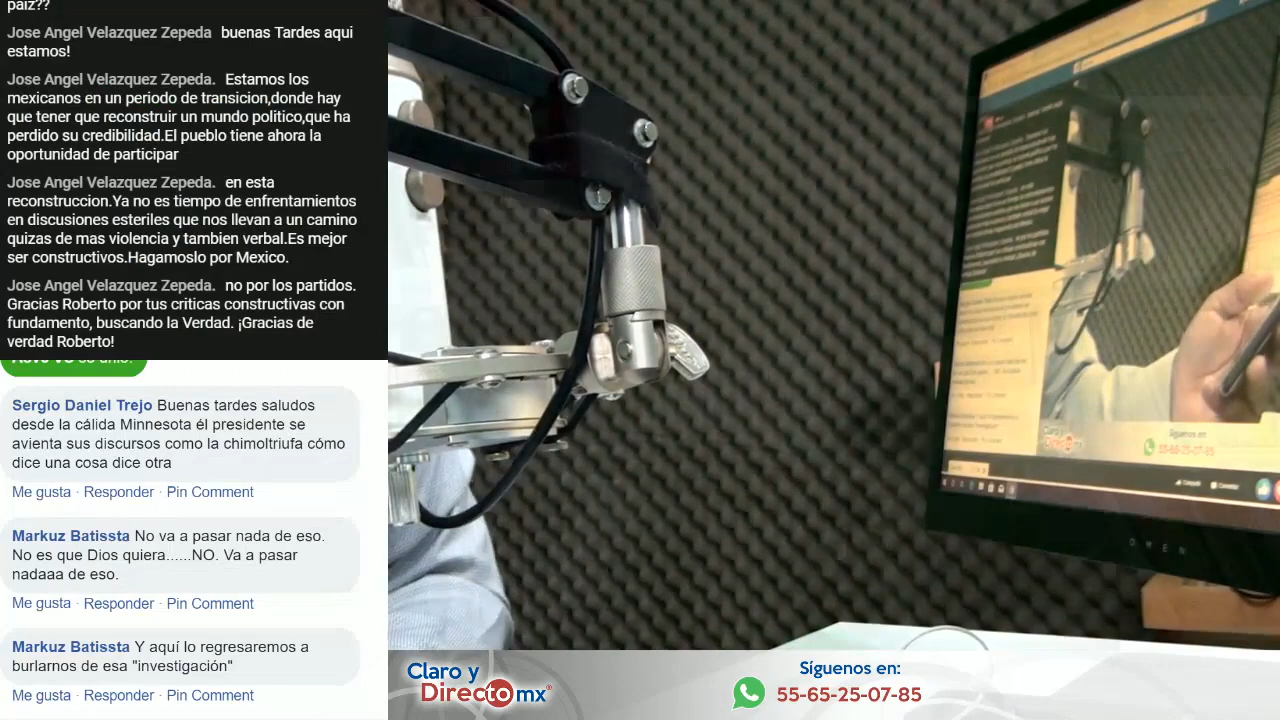 paiz??
Jose Angel Velazquez Zepeda buenas Tardes aqui
estamos!
Jose Angel Velazquez Zepeda. Estamos los
mexicanos en un periodo de transicion,donde hay
que tener que reconstruir un mundo politico,que ha
perdido su credibilidad.El pueblo tiene ahora la
oportunidad de participar
Jose Angel Velazquez Zepeda. en esta
reconstruccion.Ya no es tiempo de enfrentamientos
en discusiones esteriles que nos llevan a un camino
quizas de mas violencia y tambien verbal.Es mejor
ser constructivos.Hagamoslo por Mexico.
Jose Angel Velazquez Zepeda. no por los partidos.
Gracias Roberto por tus criticas constructivas con
fundamento, buscando la Verdad. ¡Gracias de
verdad Roberto!
Sergio Daniel Trejo Buenas tardes saludos
desde la cálida Minnesota él presidente se
avienta sus discursos como la chimoltriufa cómo
dice una cosa dice otra
Me gusta · Responder · Pin Comment
Markuz Batissta No va a pasar nada de eso.
No es que Dios quiera......NO. Va a pasar
nadaaa de eso.
Me gusta · Responder · Pin Comment
Markuz Batissta Y aquí lo regresaremos a
burlarnos de esa "investigación"
Me gusta · Responder · Pin Comment
Claro y
Directo mx®
Síguenos en:
55-65-25-07-85
Síguenos en:
55-65-25-07-85
OMEN